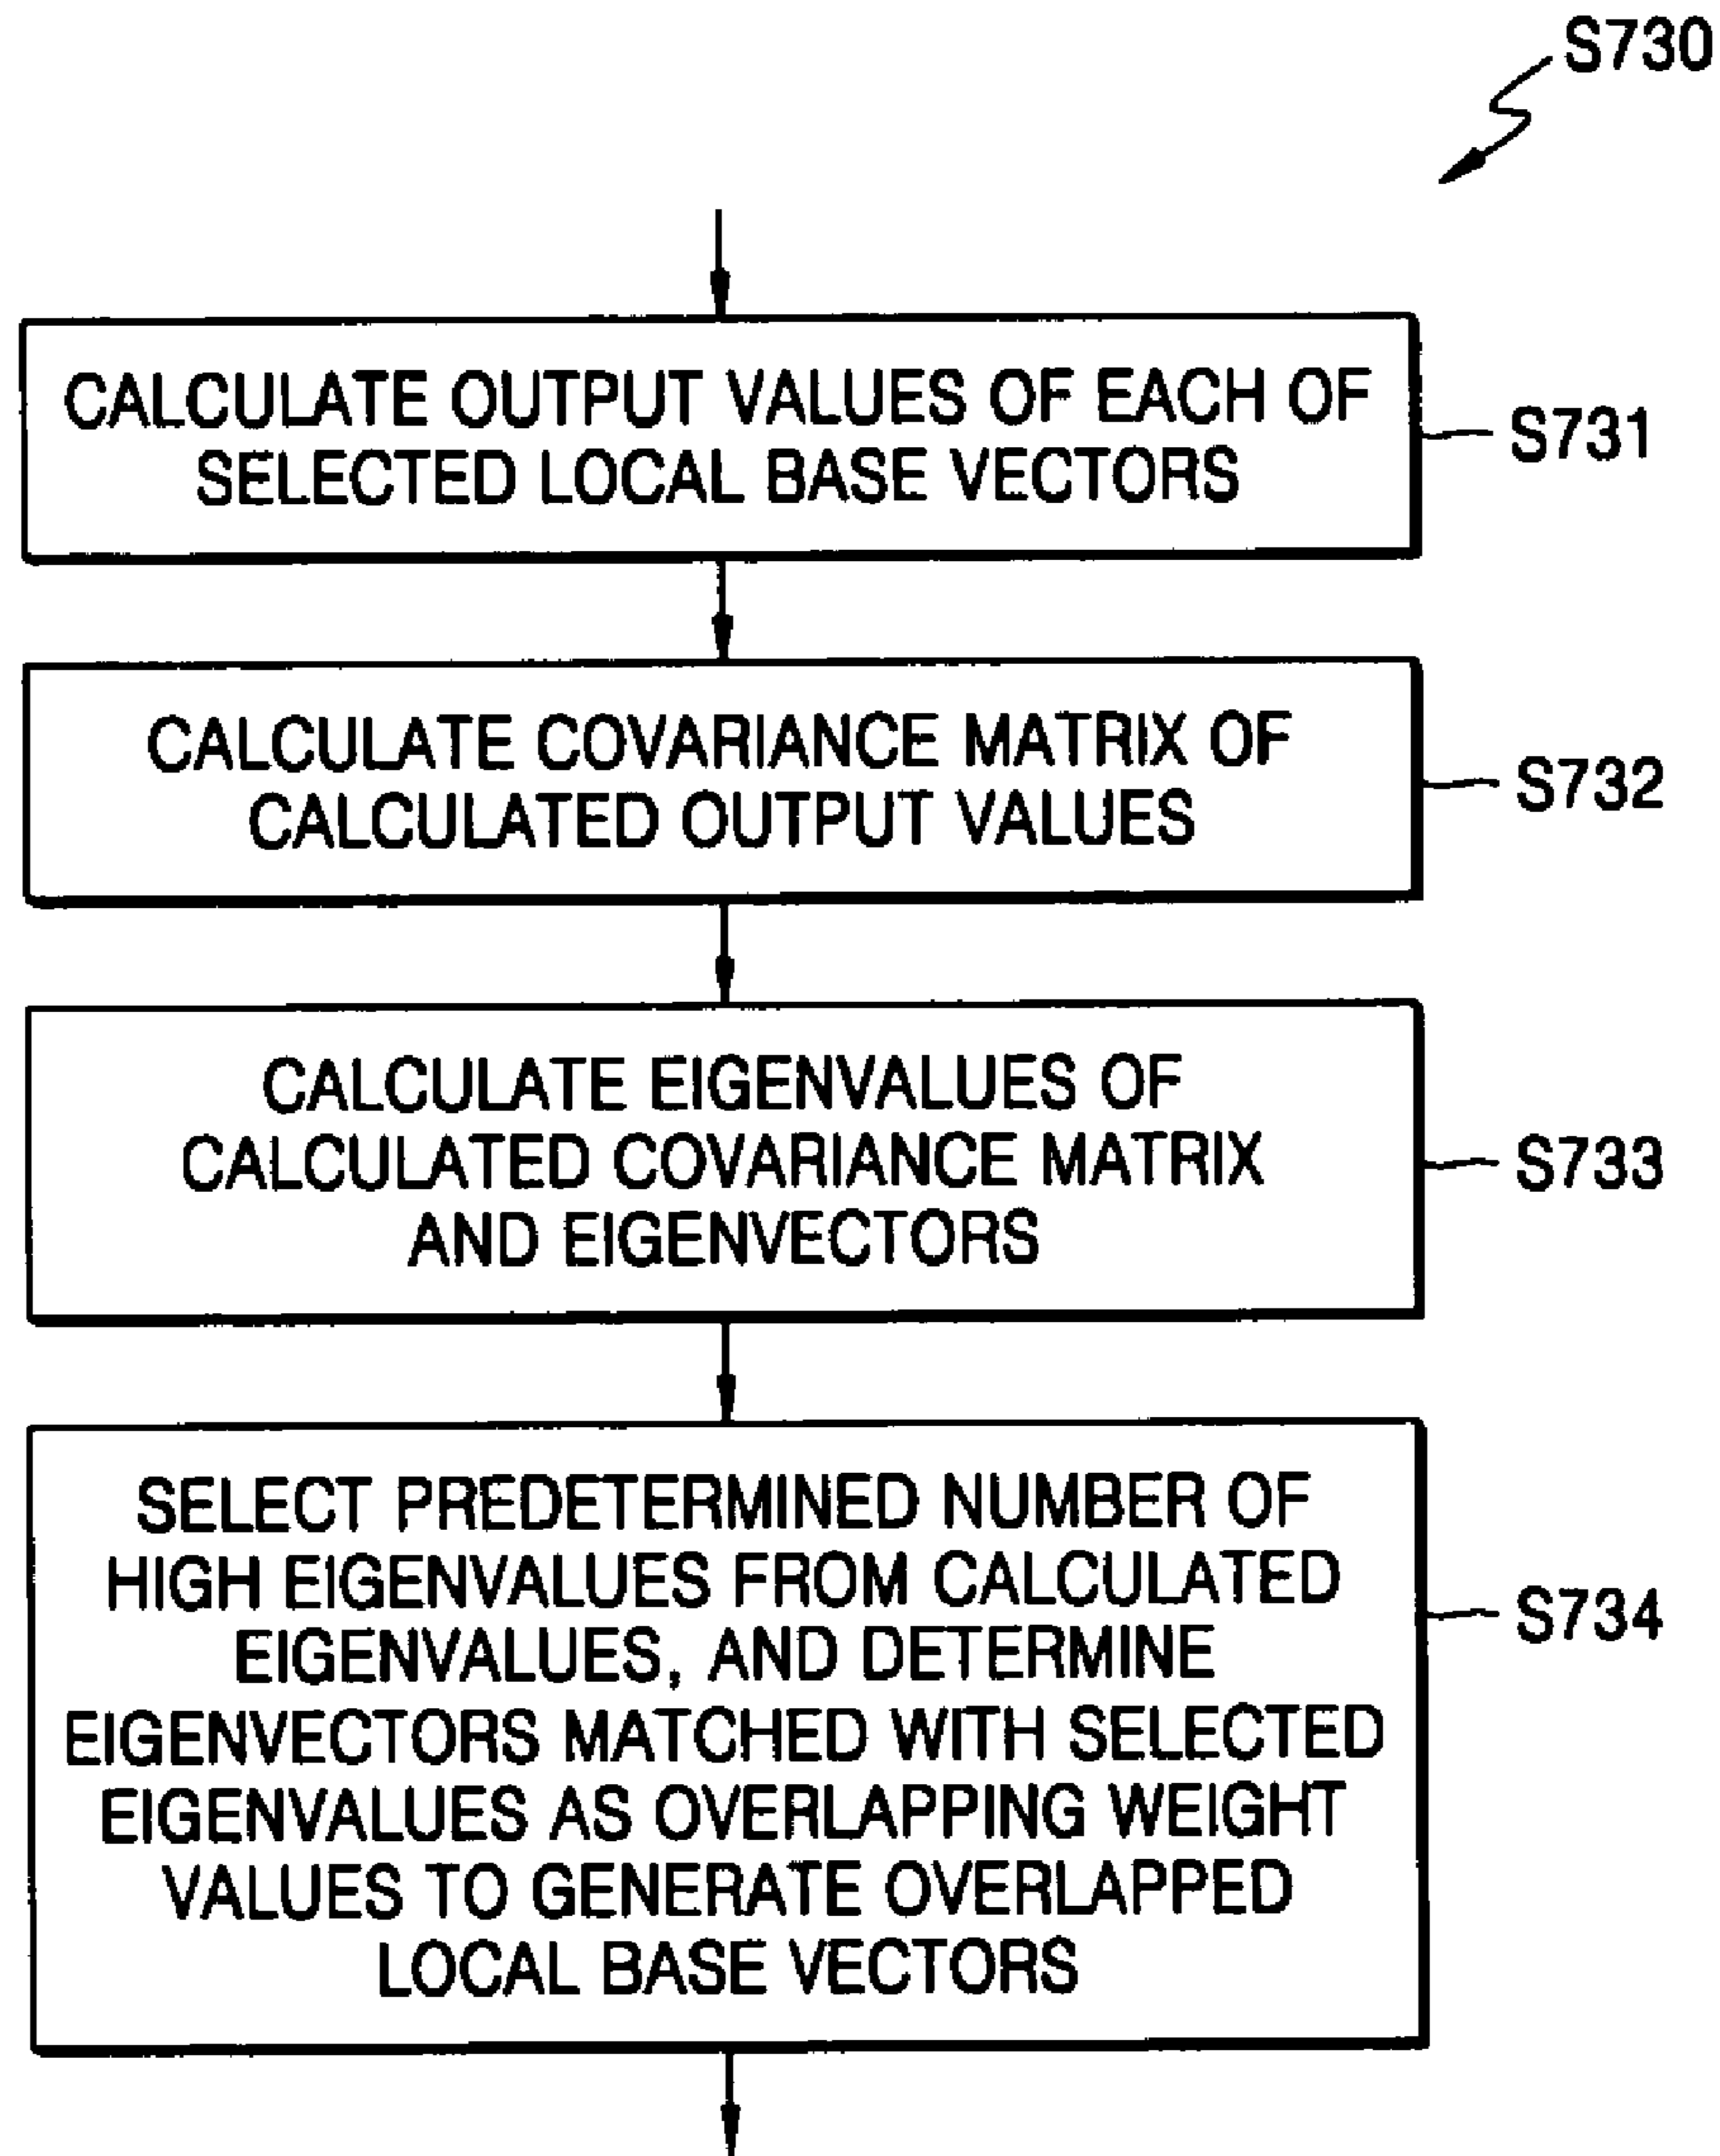 S730
CALCULATE OUTPUT VALUES OF EACH OF
SELECTED LOCAL BASE VECTORS
S731
CALCULATE COVARIANCE MATRIX OF
CALCULATED OUTPUT VALUES
S732
CALCULATE EIGENVALUES OF
CALCULATED COVARIANCE MATRIX
AND EIGENVECTORS
S733
SELECT PREDETERMINED NUMBER OF
HIGH EIGENVALUES FROM CALCULATED
EIGENVALUES, AND DETERMINE
EIGENVECTORS MATCHED WITH SELECTED
EIGENVALUES AS OVERLAPPING WEIGHT
VALUES TO GENERATE OVERLAPPED
LOCAL BASE VECTORS
S734